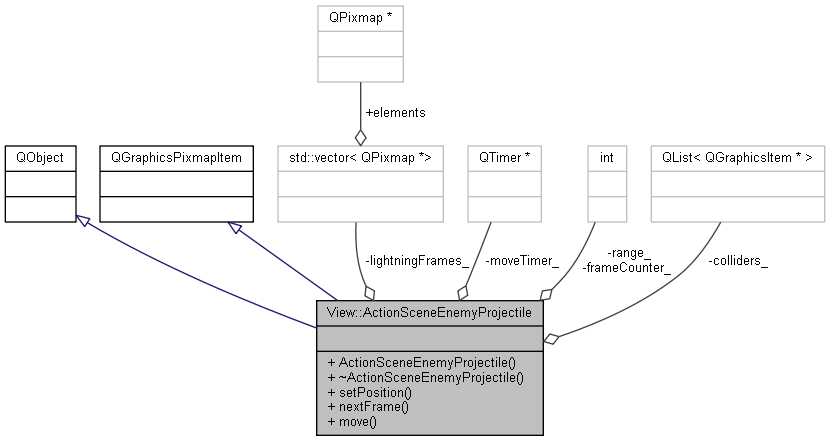 QPixmap *
+elements
QObject
QGraphicsPixmapItem
std::vector< QPixmap *>
QTimer *
int
QList< QGraphicsItem * >
-lightningFrames_
-moveTimer_
-range_
-frameCounter_
-colliders_
View::ActionSceneEnemyProjectile
+ ActionSceneEnemyProjectile()
+ ~ActionSceneEnemyProjectile()
+ setPosition()
+ nextFrame()
+ move()